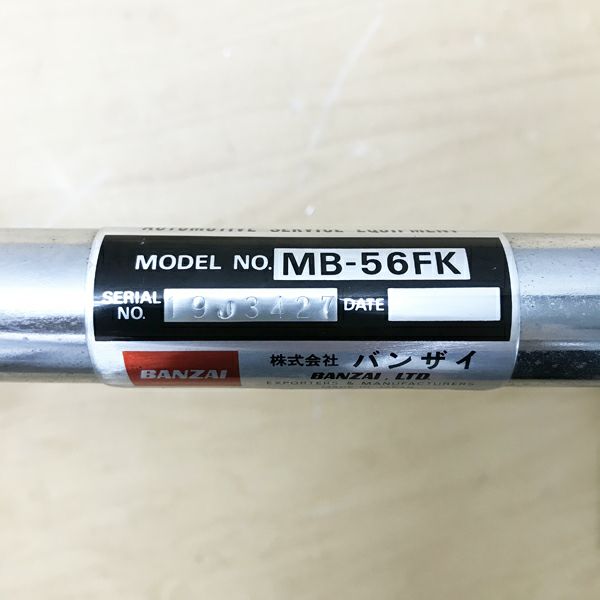 AUTOMOTIVE SERVICE EQUIPMENT
MODEL NO. MB-56FK
SERIAL NO. 19J3427 DATE
BANZAI 株式会社 バンザイ
BANZAI, LTD.
EXPORTERS & MANUFACTURERS